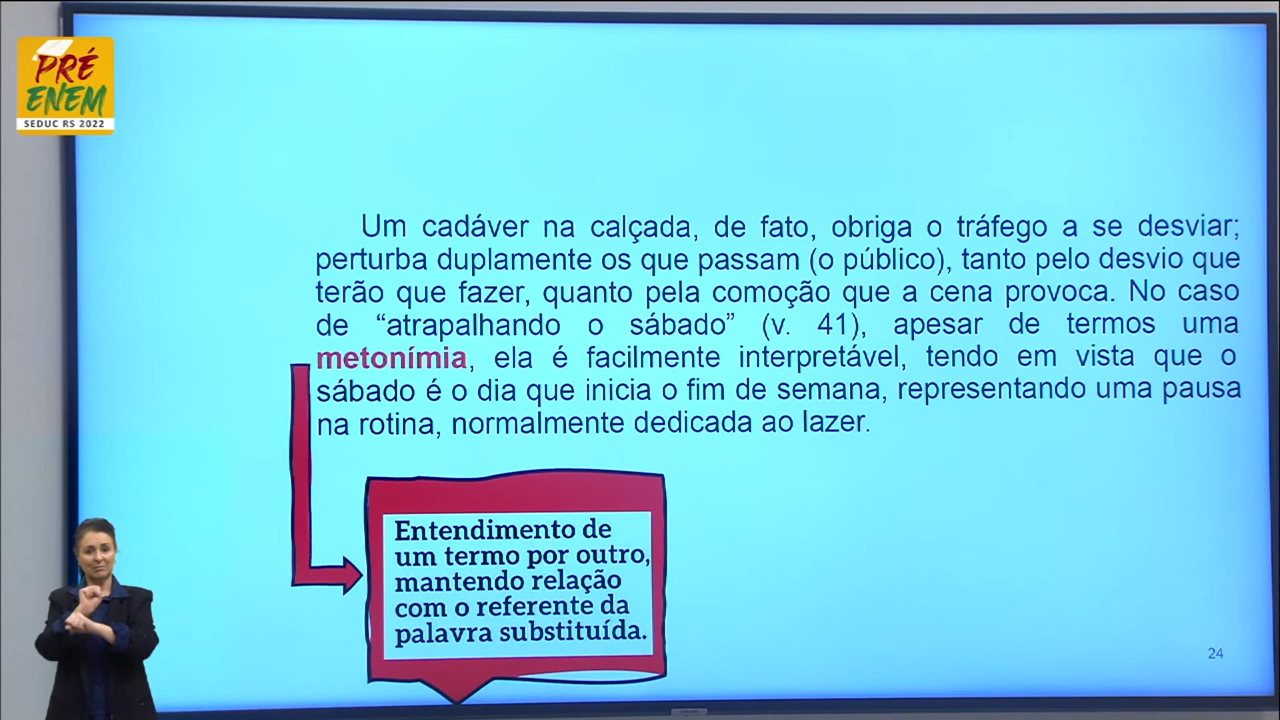 PRÉ
ENEM
SEDUC RS 2022
Um cadáver na calçada, de fato, obriga o tráfego a se desviar;
perturba duplamente os que passam (o público), tanto pelo desvio que
terão que fazer, quanto pela comoção que a cena provoca. No caso
de “atrapalhando o sábado” (v. 41), apesar de termos uma
metonímia, ela é facilmente interpretável, tendo em vista que o
sábado é o dia que inicia o fim de semana, representando uma pausa
na rotina, normalmente dedicada ao lazer.
Entendimento de
um termo por outro,
mantendo relação
com o referente da
palavra substituída.
24